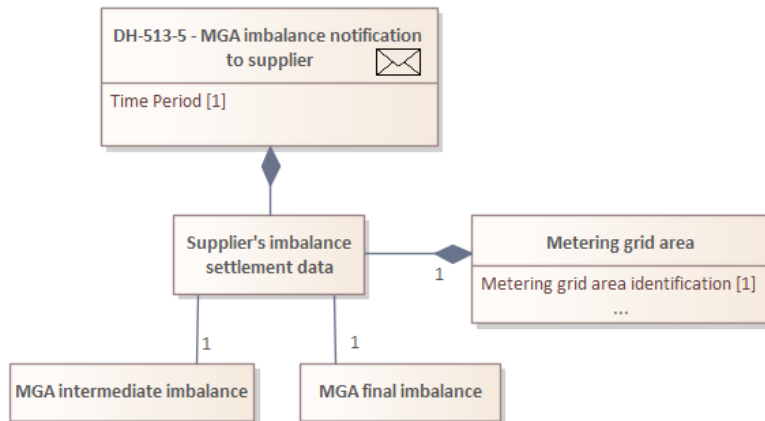 DH-513-5 - MGA imbalance notification
to supplier
Time Period [1]
Supplier's imbalance
settlement data
Metering grid area
1
Metering grid area identification [1]
...
1
1
MGA intermediate imbalance
MGA final imbalance